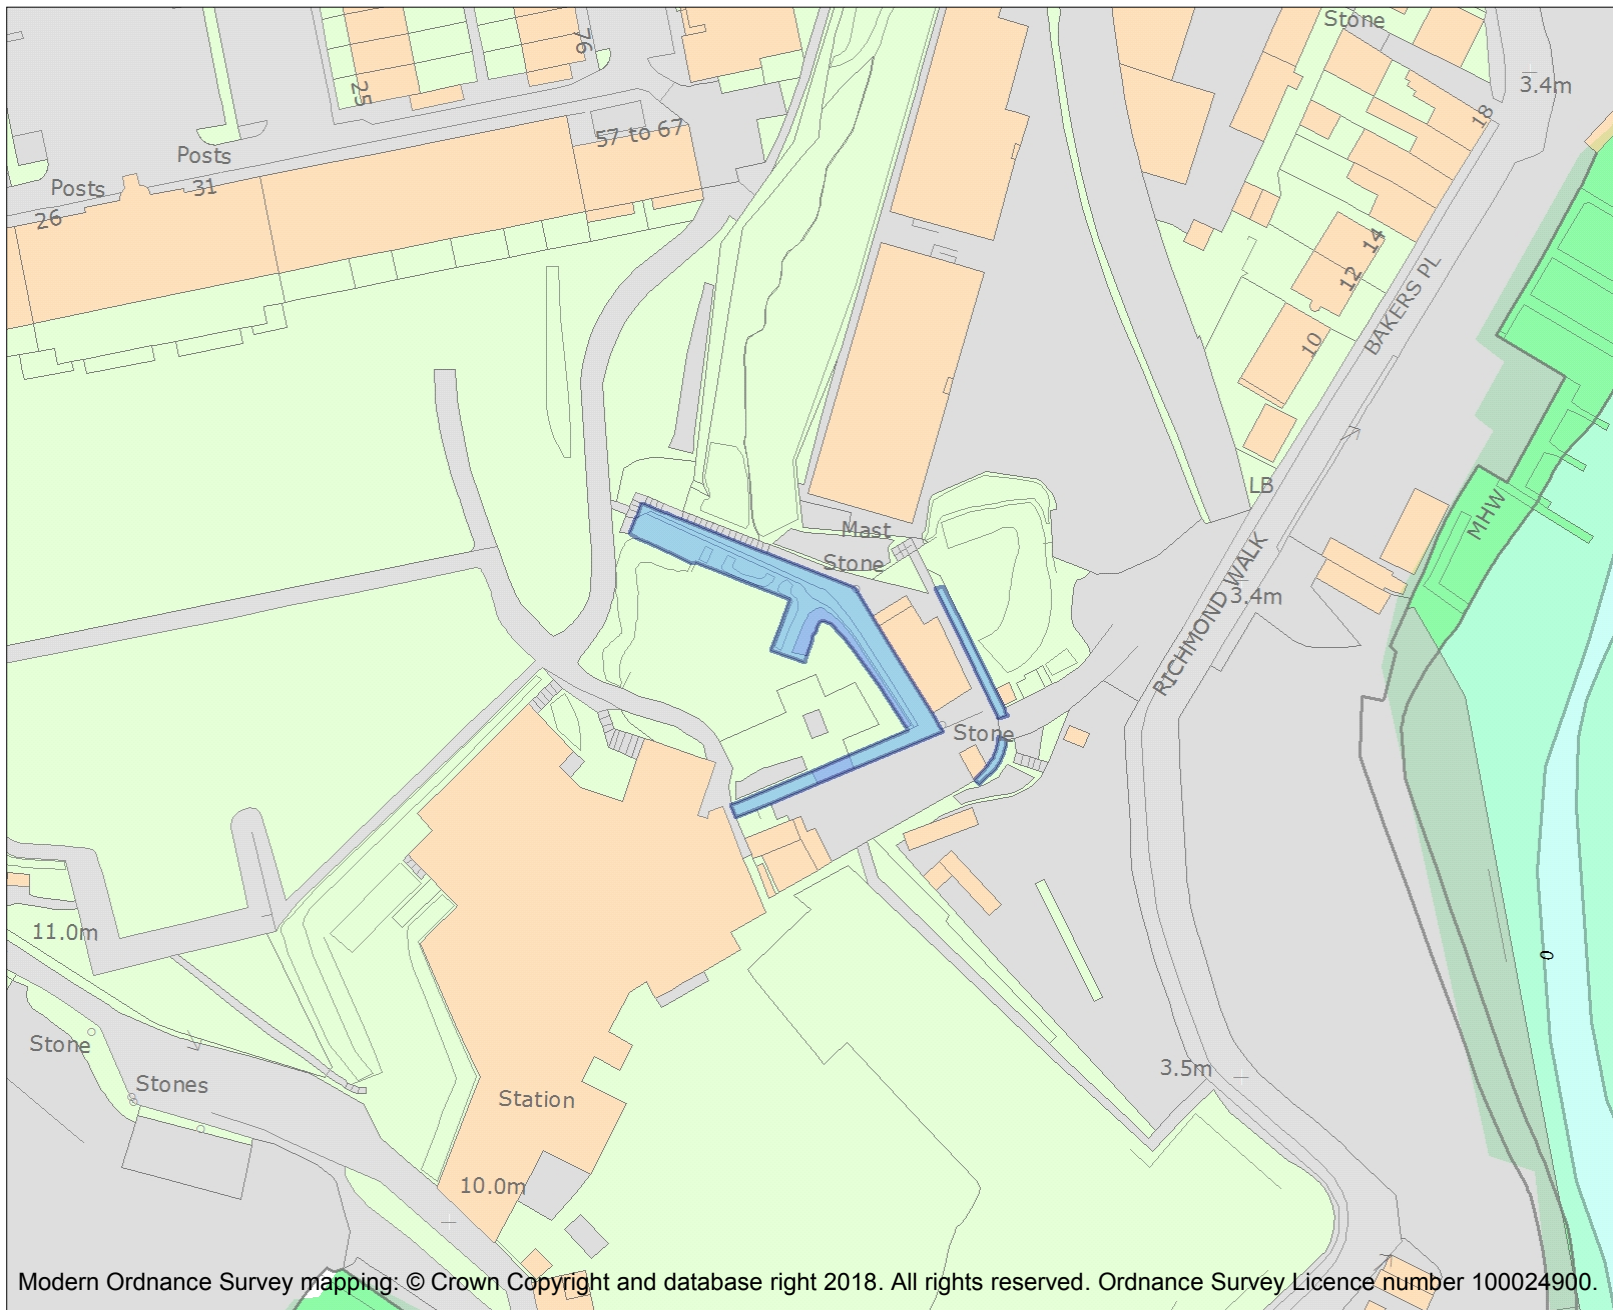 Stone
76
3.4m
25
18
57 to 67
Posts
Posts
31
26
14
12
BAKERS PL
10
LB
MHW
Mast
Stone
RICHMOND WALK
3.4m
Stone
11.0m
0
Stone
3.5m
Stones
Station
10.0m
Modern Ordnance Survey mapping: © Crown Copyright and database right 2018. All rights reserved. Ordnance Survey Licence number 100024900.